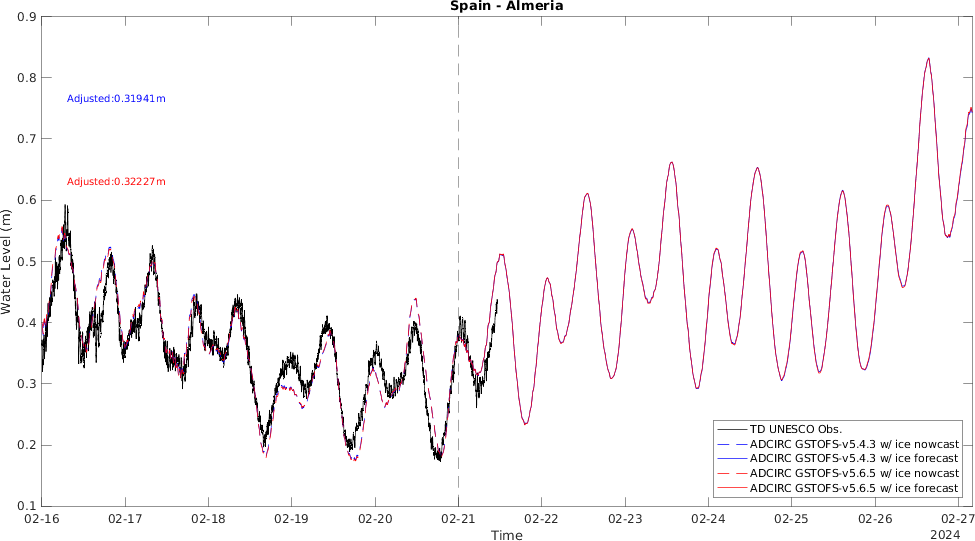 Spain - Almeria
0.9
0.8
0.7
0.6
0.5
0.4
0.3
0.2
0.1
Water Level (m)
Adjusted:0.31941m
Adjusted:0.32227m
TD UNESCO Obs.
ADCIRC GSTOFS-v5.4.3 w/ ice nowcast
ADCIRC GSTOFS-v5.4.3 w/ ice forecast
ADCIRC GSTOFS-v5.6.5 w/ ice nowcast
ADCIRC GSTOFS-v5.6.5 w/ ice forecast
02-16 02-17 02-18 02-19 02-20 02-21 02-22 02-23 02-24 02-25 02-26 02-27
Time
2024